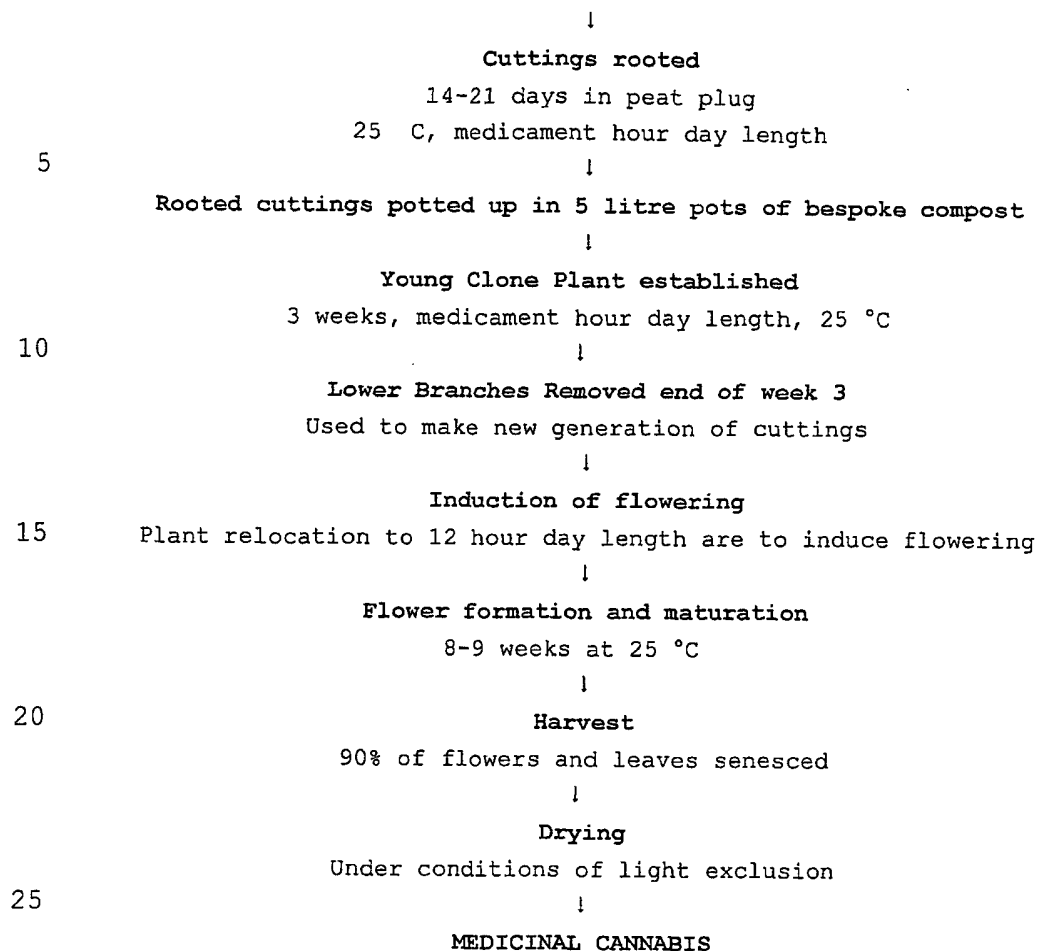 ↓
Cuttings rooted
14-21 days in peat plug
25 C, medicament hour day length
5
↓
Rooted cuttings potted up in 5 litre pots of bespoke compost
↓
Young Clone Plant established
3 weeks, medicament hour day length, 25 °C
10
↓
Lower Branches Removed end of week 3
Used to make new generation of cuttings
↓
Induction of flowering
15 Plant relocation to 12 hour day length are to induce flowering
↓
Flower formation and maturation
8-9 weeks at 25 °C
↓
20 Harvest
90% of flowers and leaves senesced
↓
Drying
Under conditions of light exclusion
25
↓
MEDICINAL CANNABIS